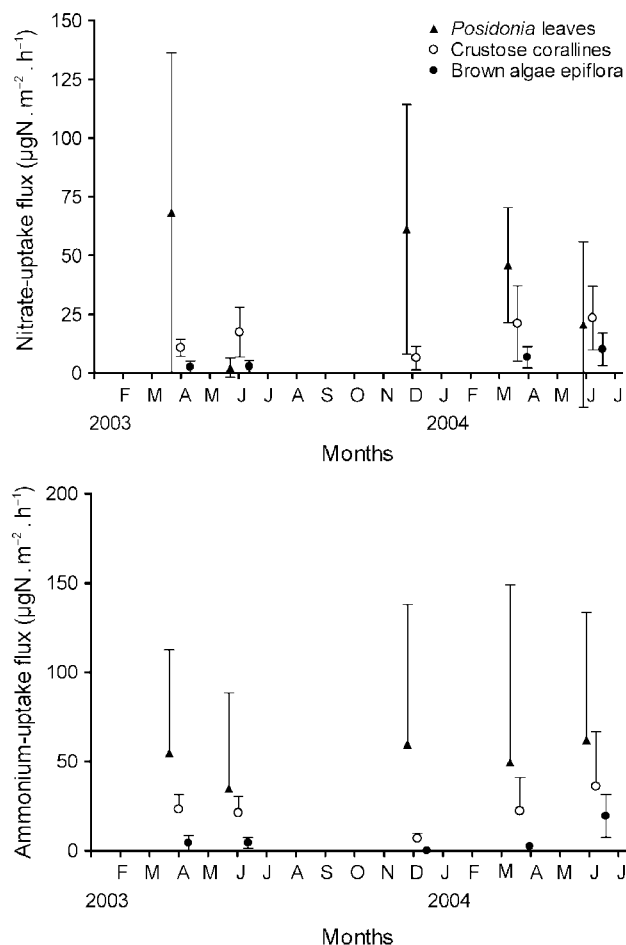 150
125
100
75
50
25
0
Nitrate-uptake flux (µgN . m⁻² . h⁻¹)
▲ Posidonia leaves
○ Crustose corallines
● Brown algae epiflora
F M A M J J A S O N D J F M A M J J
2003 2004
Months
200
150
100
50
0
Ammonium-uptake flux (µgN . m⁻² . h⁻¹)
F M A M J J A S O N D J F M A M J J
2003 2004
Months